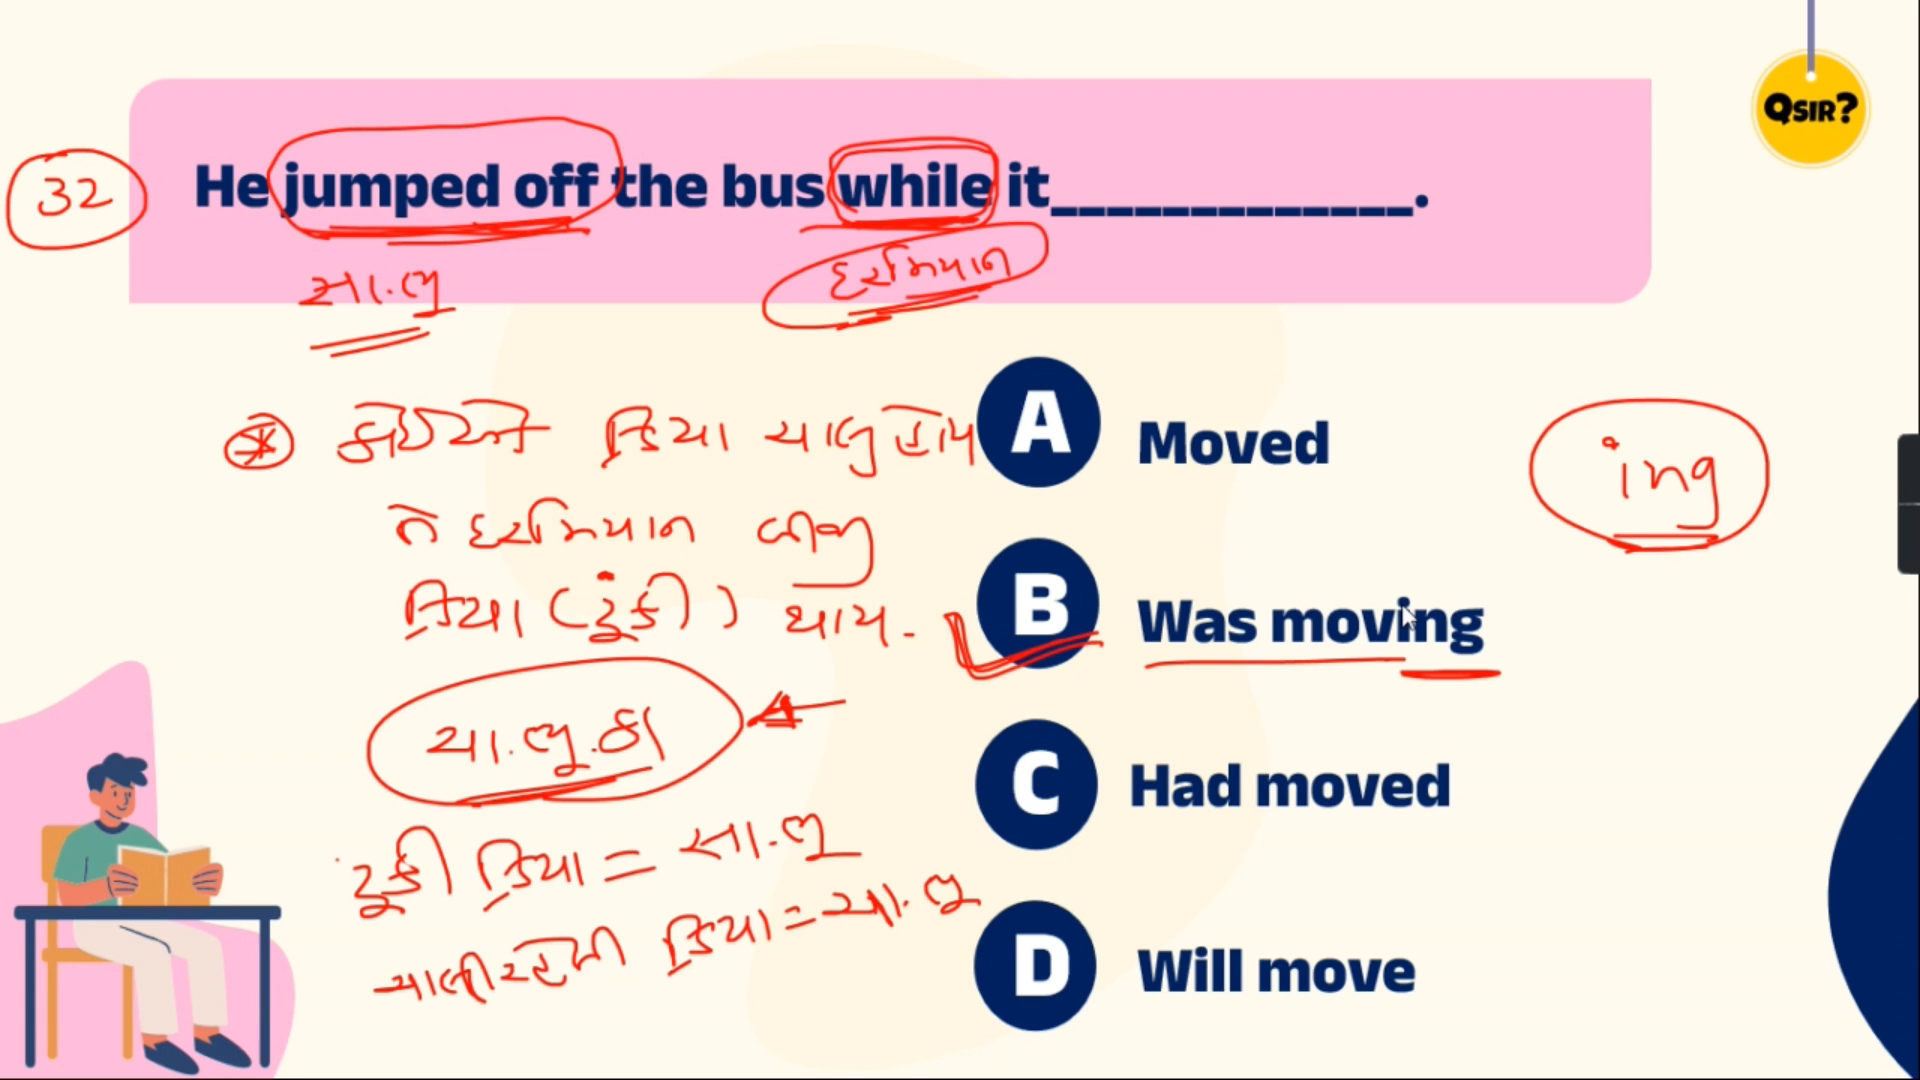 QSIR?
32
He jumped off the bus while it_____________.
સા.ભૂ
દરમિયાન
* કોઈ એક ક્રિયા ચાલુ હોય
તે દરમિયાન બીજી
ક્રિયા (ટુંકી) થાય.
ચા.ભૂ.કા
ટુકી ક્રિયા = સા.ભૂ
ચાલી રહેલી ક્રિયા = ચા.ભૂ
A Moved
ing
B Was moving
C Had moved
D Will move